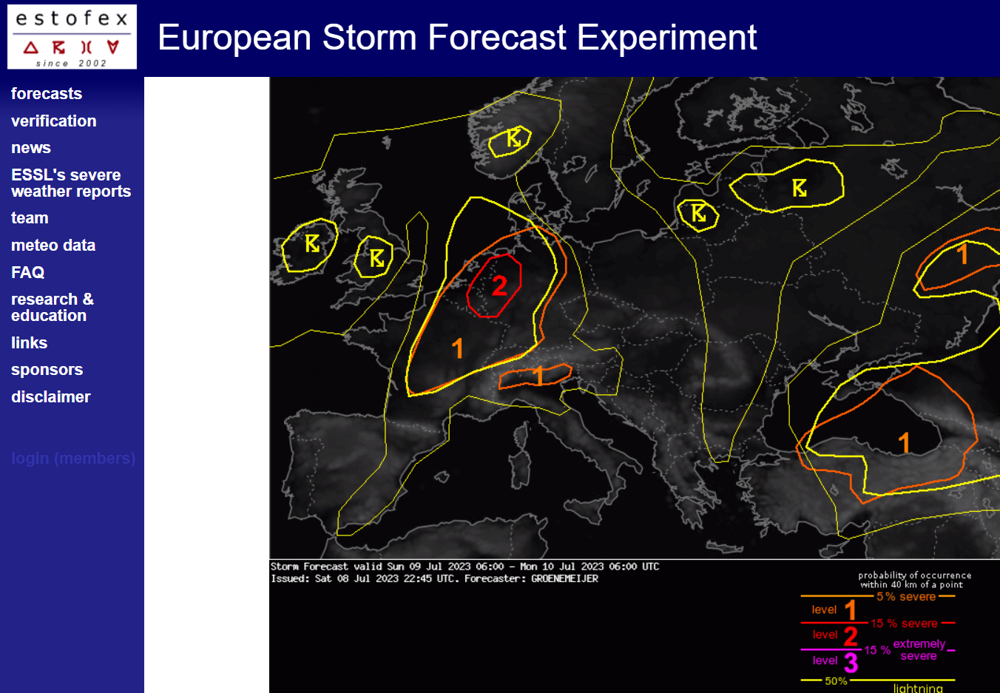 estofex
since 2002
European Storm Forecast Experiment
forecasts
verification
news
ESSL's severe
weather reports
team
meteo data
FAQ
research &
education
links
sponsors
disclaimer
login (members)
2
1
1
1
1
Storm Forecast valid Sun 09 Jul 2023 06:00 - Mon 10 Jul 2023 06:00 UTC
Issued: Sat 08 Jul 2023 22:45 UTC. Forecaster: GROENEMEIJER
probability of occurrence
within 40 km of a point
5% severe
level 1
15 % severe
level 2
15 % extremely
severe
level 3
50%
lightning